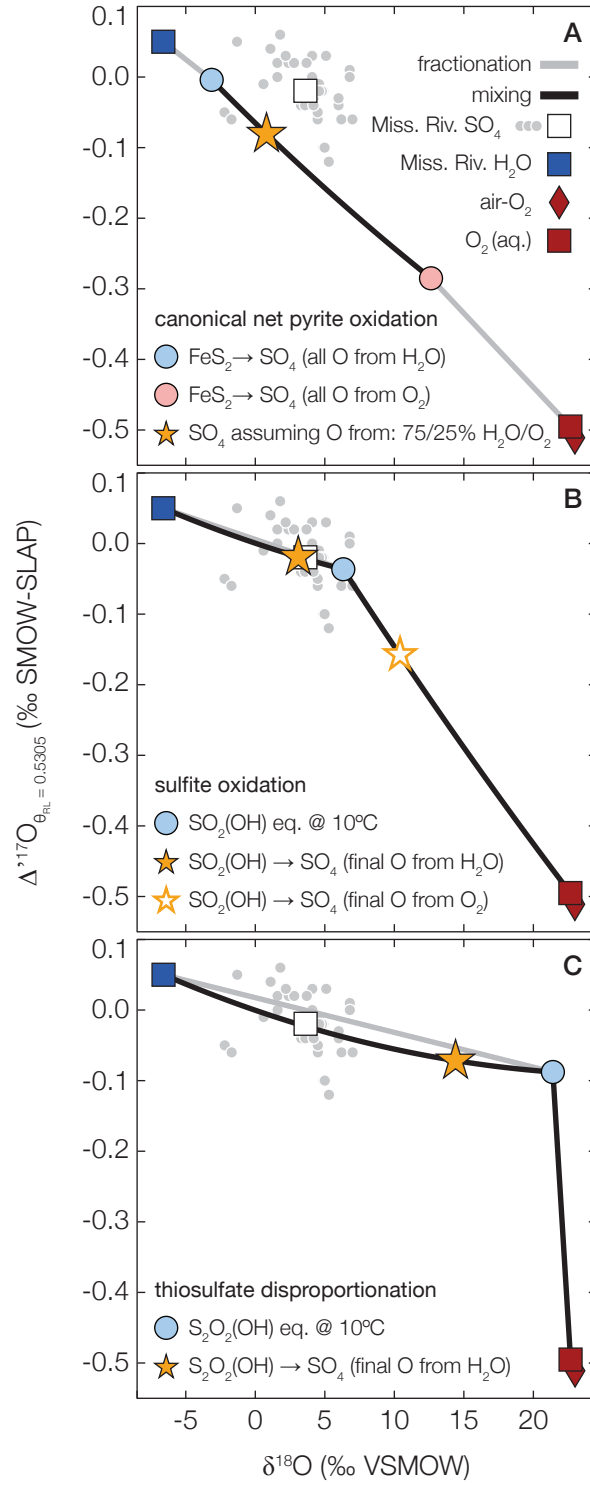 A
0.1
0.0
-0.1
-0.2
-0.3
-0.4
-0.5
fractionation
mixing
Miss. Riv. SO₄
Miss. Riv. H₂O
air-O₂
O₂ (aq.)
canonical net pyrite oxidation
FeS₂→ SO₄ (all O from H₂O)
FeS₂→ SO₄ (all O from O₂)
SO₄ assuming O from: 75/25% H₂O/O₂
B
0.1
0.0
-0.1
-0.2
-0.3
-0.4
-0.5
Δ'¹⁷O θRL = 0.5305 (‰ SMOW-SLAP)
sulfite oxidation
SO₂(OH) eq. @ 10ºC
SO₂(OH) → SO₄ (final O from H₂O)
SO₂(OH) → SO₄ (final O from O₂)
C
0.1
0.0
-0.1
-0.2
-0.3
-0.4
-0.5
thiosulfate disproportionation
S₂O₂(OH) eq. @ 10ºC
S₂O₂(OH) → SO₄ (final O from H₂O)
-5 0 5 10 15 20
δ¹⁸O (‰ VSMOW)